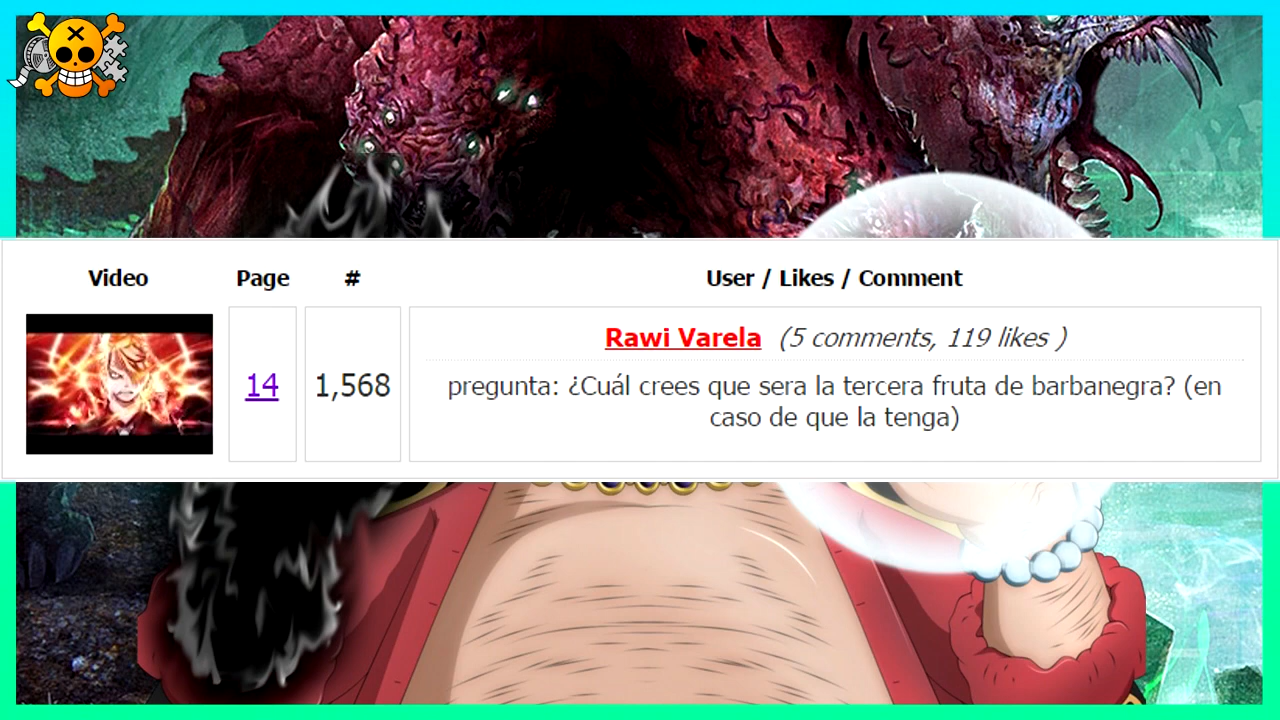 Video Page # User / Likes / Comment
Rawi Varela (5 comments, 119 likes )
14 1,568 pregunta: ¿Cuál crees que sera la tercera fruta de barbanegra? (en
caso de que la tenga)